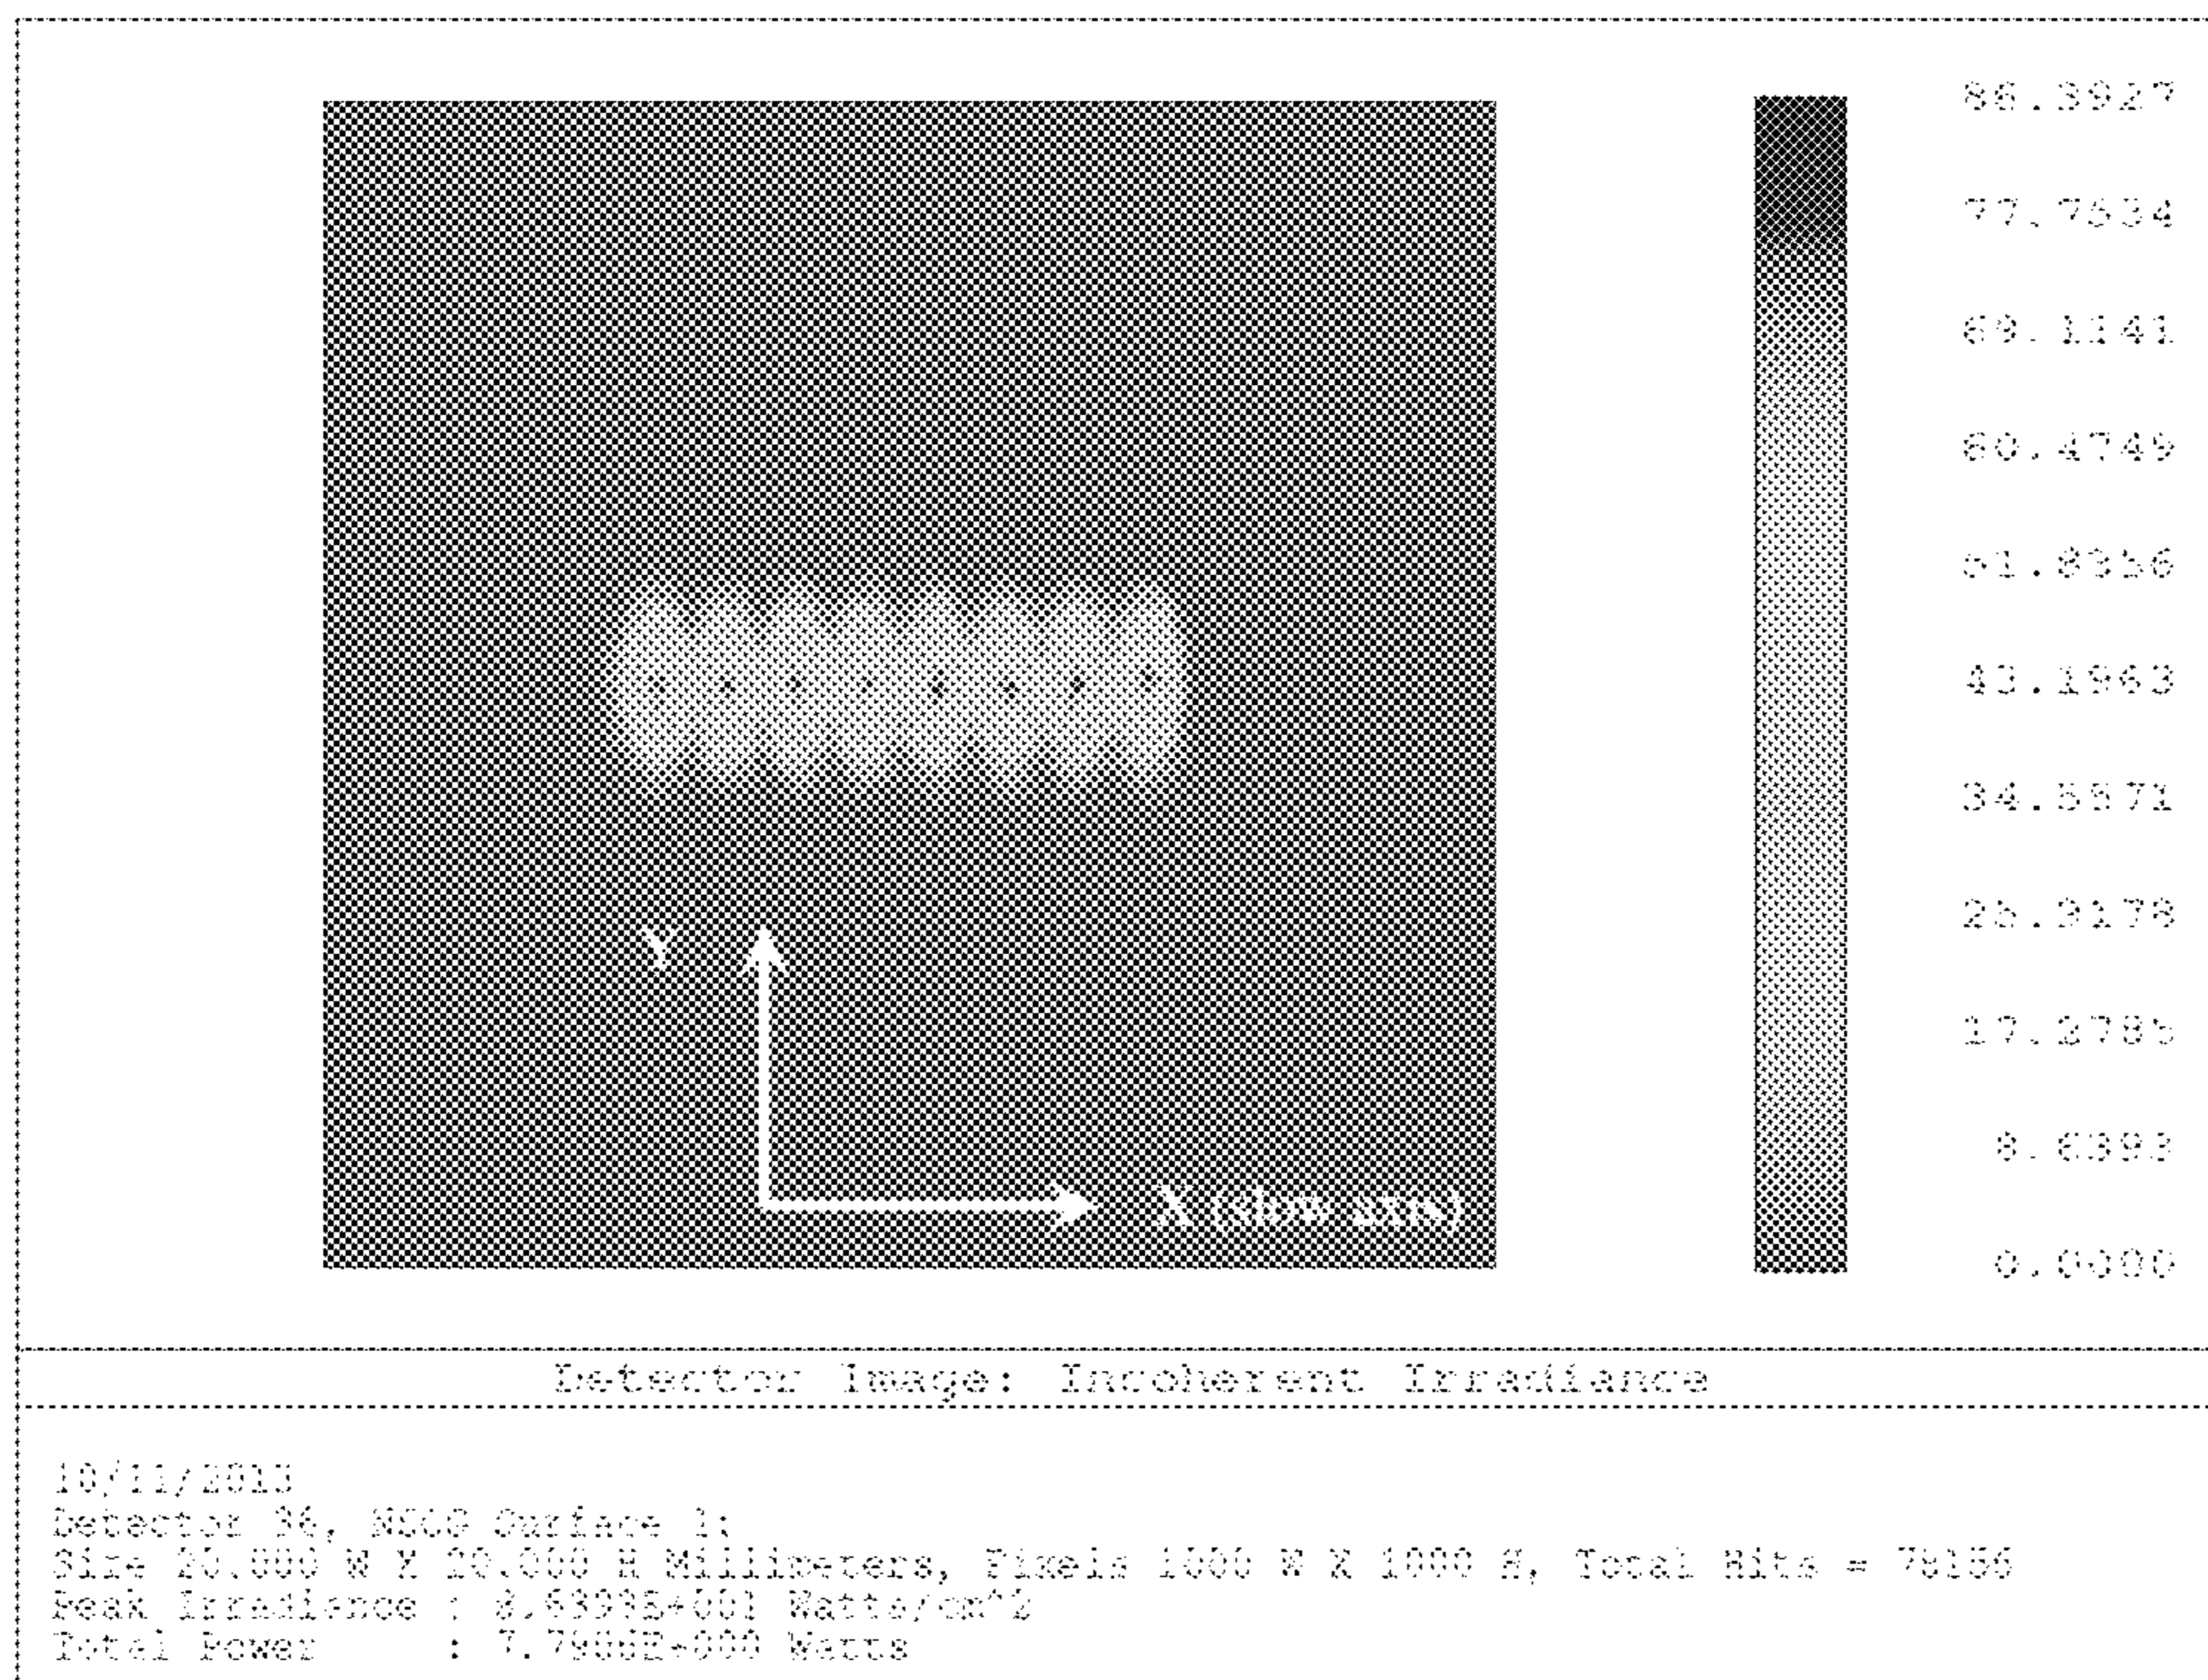 86.3927
77.7534
69.1141
60.4749
51.8356
43.1963
34.5571
25.9178
17.2785
8.6393
0.0000
Y
X (slow axis)
Detector Image: Incoherent Irradiance
10/11/2013
Detector 36, NSCG Surface 1:
Size 20.000 W X 20.000 H Millimeters, Pixels 1000 W X 1000 H, Total Hits = 78156
Peak Irradiance : 8.6393E+001 Watts/cm^2
Total Power : Watts